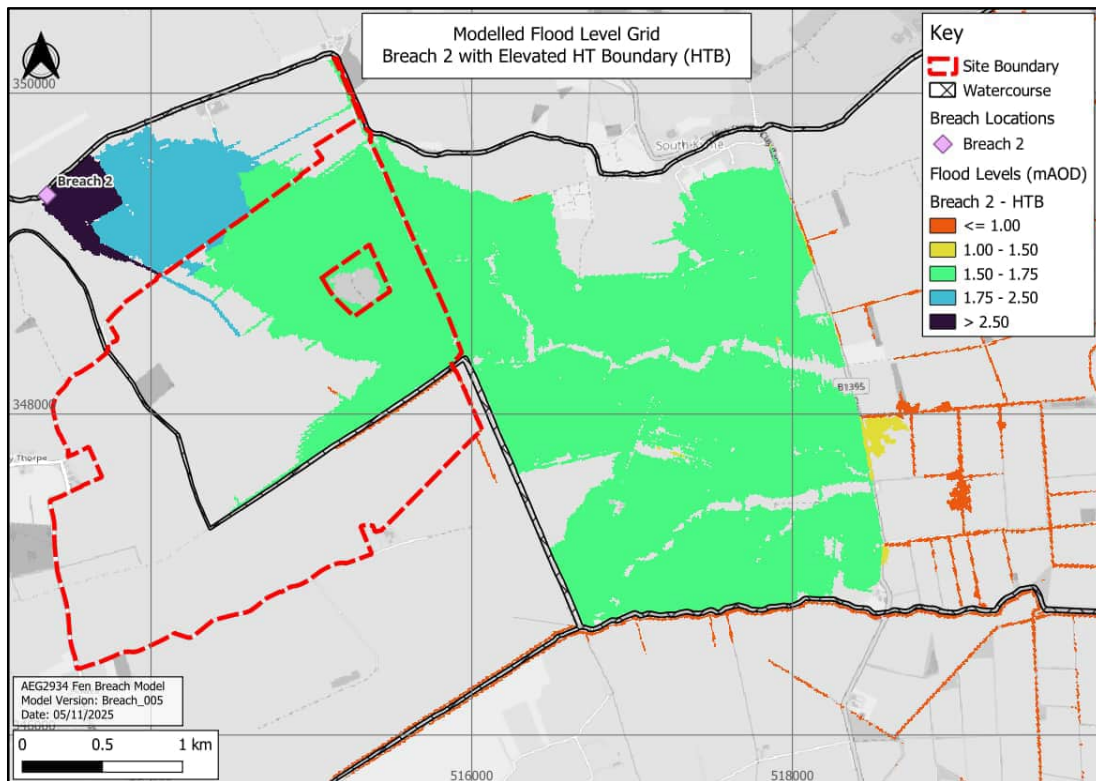 Modelled Flood Level Grid
Breach 2 with Elevated HT Boundary (HTB)
Key
Site Boundary
Watercourse
Breach Locations
Breach 2
Flood Levels (mAOD)
Breach 2 - HTB
<= 1.00
1.00 - 1.50
1.50 - 1.75
1.75 - 2.50
> 2.50
350000
South
Breach 2
B1395
348000
Thorpe
AEG2934 Fen Breach Model
Model Version: Breach_005
Date: 05/11/2025
0 0.5 1 km
516000
518000